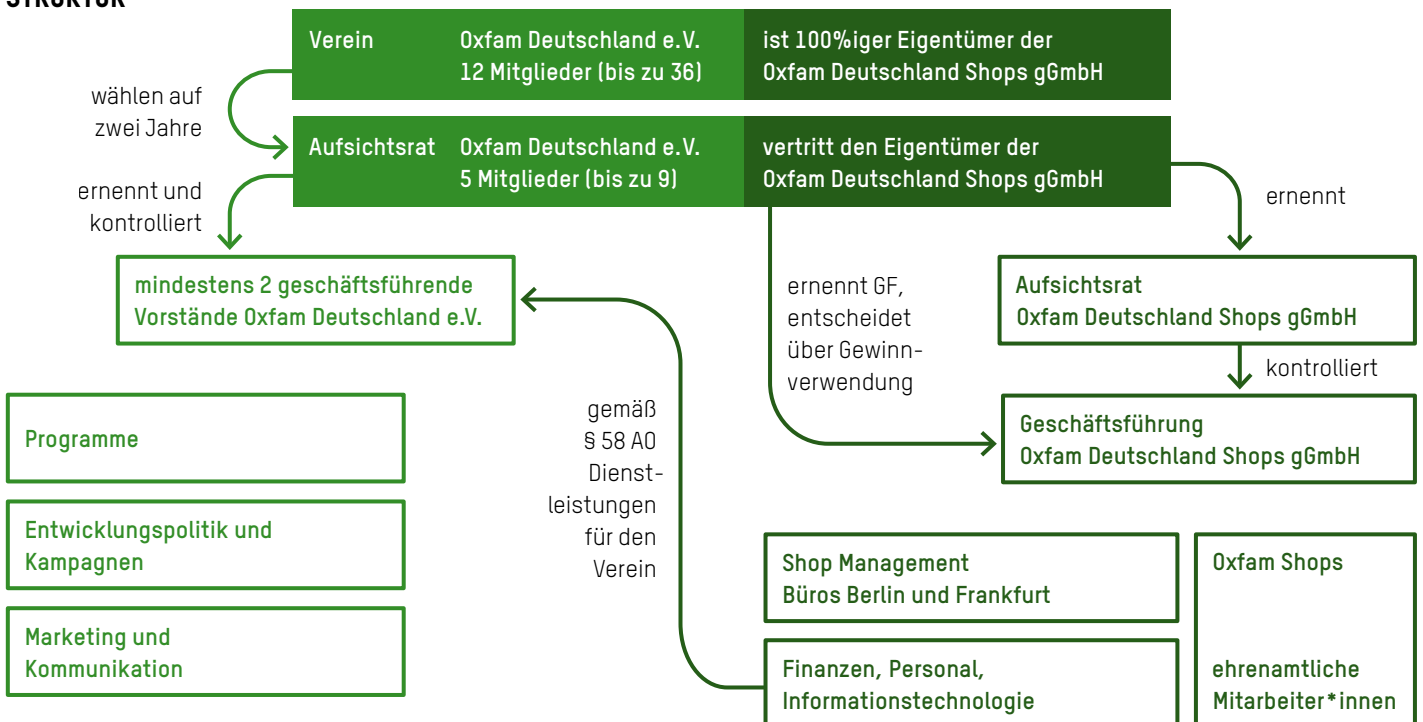 STRUKTUR
Verein
Oxfam Deutschland e.V.
12 Mitglieder (bis zu 36)
ist 100%iger Eigentümer der
Oxfam Deutschland Shops gGmbH
wählen auf
zwei Jahre
Aufsichtsrat
Oxfam Deutschland e.V.
5 Mitglieder (bis zu 9)
vertritt den Eigentümer der
Oxfam Deutschland Shops gGmbH
ernennt und
kontrolliert
ernennt
mindestens 2 geschäftsführende
Vorstände Oxfam Deutschland e.V.
ernennt GF,
entscheidet
über Gewinn-
verwendung
Aufsichtsrat
Oxfam Deutschland Shops gGmbH
kontrolliert
Geschäftsführung
Oxfam Deutschland Shops gGmbH
gemäß
§ 58 AO
Dienst-
leistungen
für den
Verein
Programme
Entwicklungspolitik und
Kampagnen
Marketing und
Kommunikation
Shop Management
Büros Berlin und Frankfurt
Finanzen, Personal,
Informationstechnologie
Oxfam Shops
ehrenamtliche
Mitarbeiter*innen